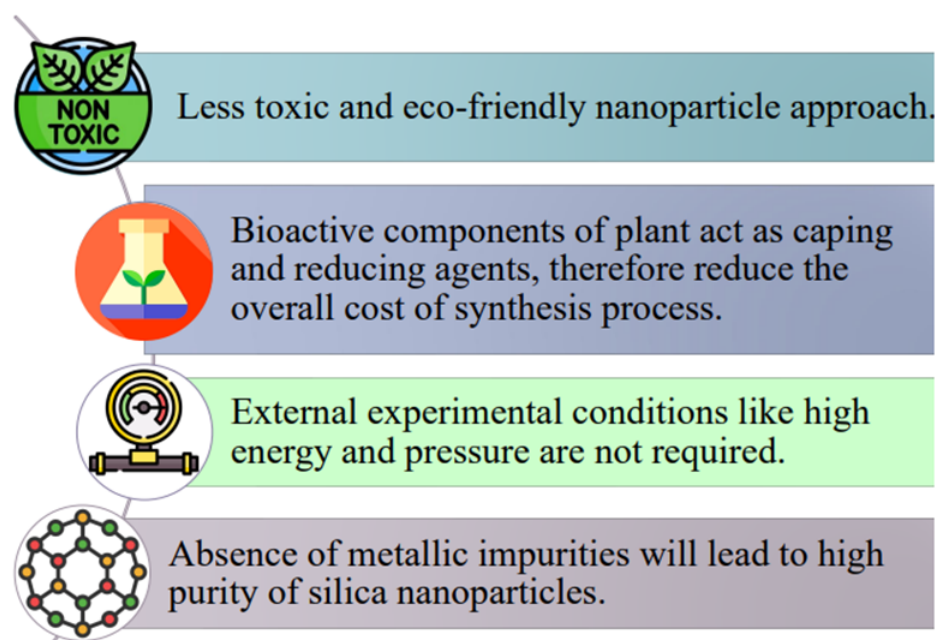 NON
TOXIC
Less toxic and eco-friendly nanoparticle approach.
Bioactive components of plant act as caping
and reducing agents, therefore reduce the
overall cost of synthesis process.
External experimental conditions like high
energy and pressure are not required.
Absence of metallic impurities will lead to high
purity of silica nanoparticles.